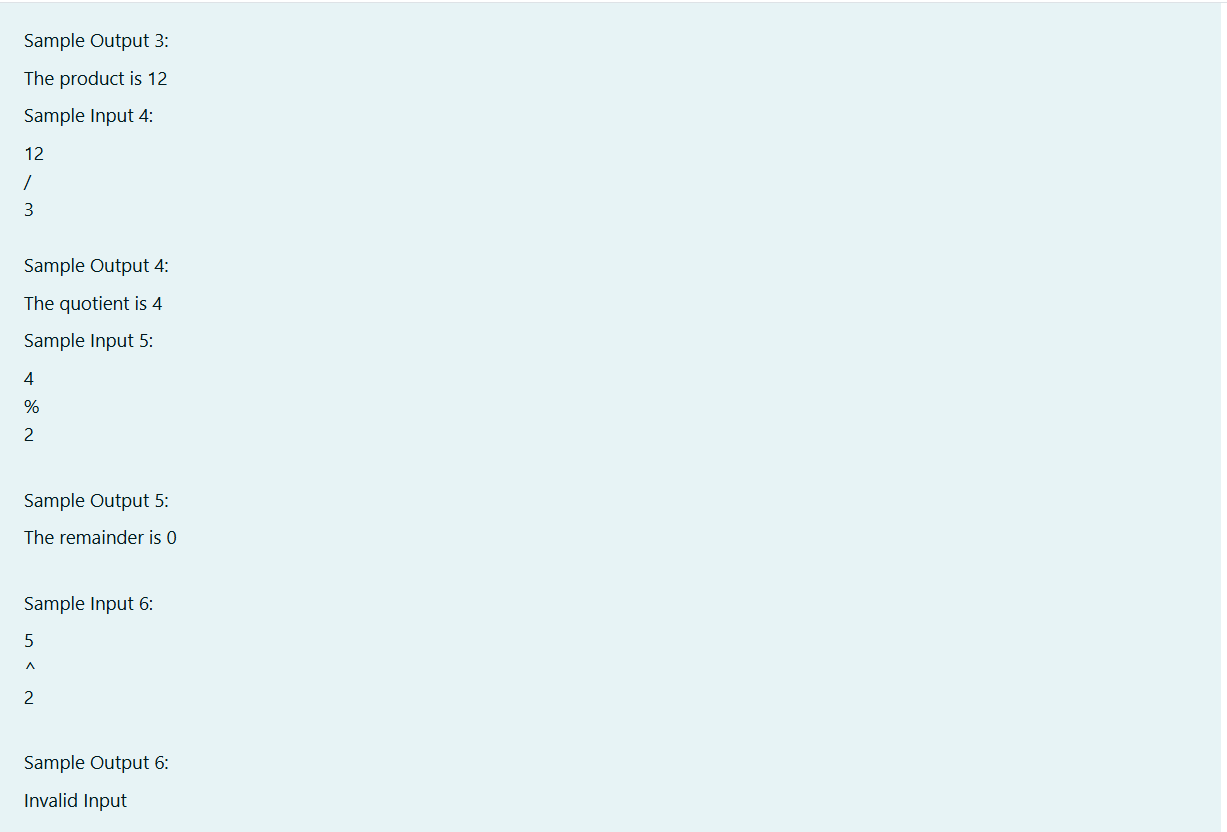 Sample Output 3:
The product is 12
Sample Input 4:
12
/
3
Sample Output 4:
The quotient is 4
Sample Input 5:
4
%
2
Sample Output 5:
The remainder is 0
Sample Input 6:
5
^
2
Sample Output 6:
Invalid Input